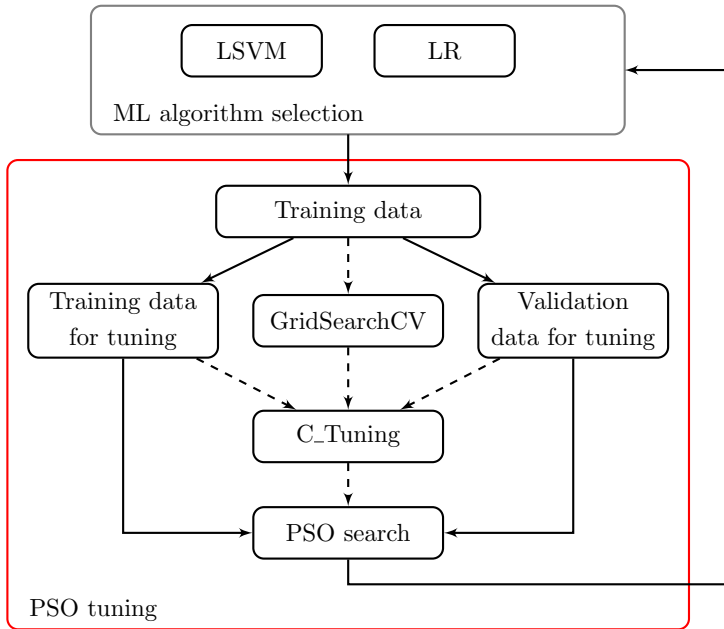 LSVM
LR
ML algorithm selection
Training data
Training data
for tuning
GridSearchCV
Validation
data for tuning
C_Tuning
PSO search
PSO tuning